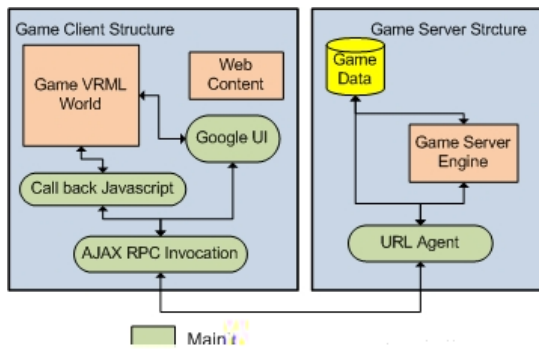 Game Client Structure
Game VRML
World
Web
Content
Google UI
Call back Javascript
AJAX RPC Invocation
Game Server Strcture
Game
Data
Game Server
Engine
URL Agent